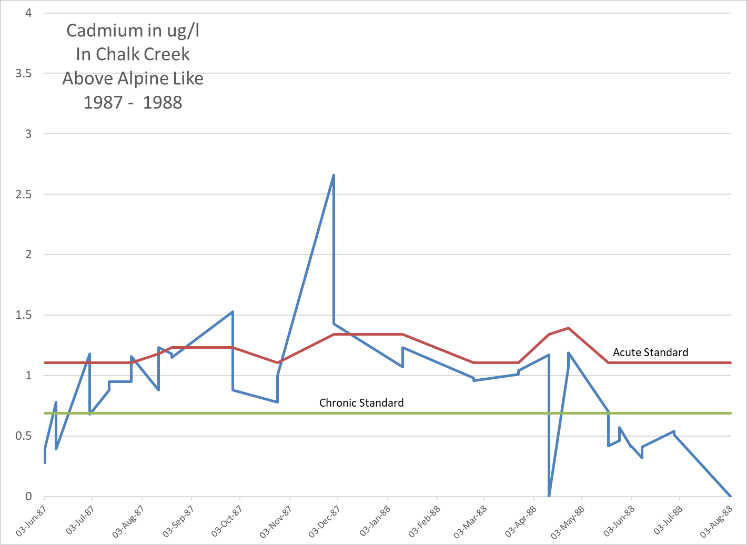 Cadmium in ug/l
In Chalk Creek
Above Alpine Like
1987 - 1988
4
3.5
3
2.5
2
1.5
1
0.5
0
Acute Standard
Chronic Standard
03-Jun-87
03-Jul-87
03-Aug-87
03-Sep-87
03-Oct-87
03-Nov-87
03-Dec-87
03-Jan-88
03-Feb-88
03-Mar-88
03-Apr-88
03-May-88
03-Jun-88
03-Jul-88
03-Aug-88